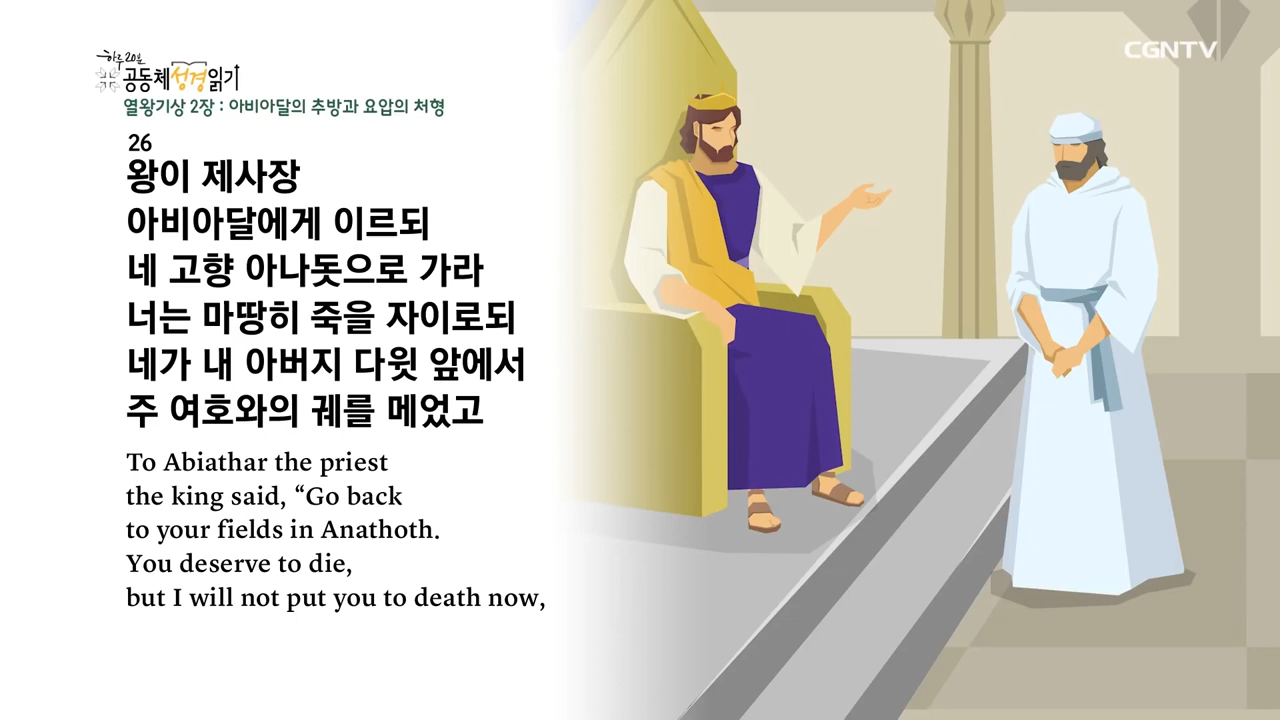 CGNTV
하루 20분
공동체성경읽기
열왕기상 2장 : 아비아달의 추방과 요압의 처형
26
왕이 제사장
아비아달에게 이르되
네 고향 아나돗으로 가라
너는 마땅히 죽을 자이로되
네가 내 아버지 다윗 앞에서
주 여호와의 궤를 메었고
To Abiathar the priest
the king said, “Go back
to your fields in Anathoth.
You deserve to die,
but I will not put you to death now,